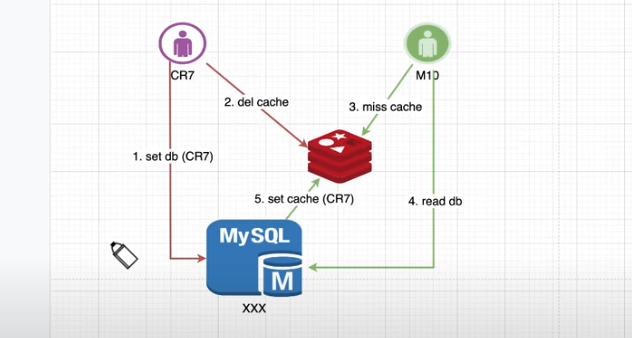 CR7
M10
2. del cache
3. miss cache
1. set db (CR7)
5. set cache (CR7)
4. read db
MySQL
M
XXX